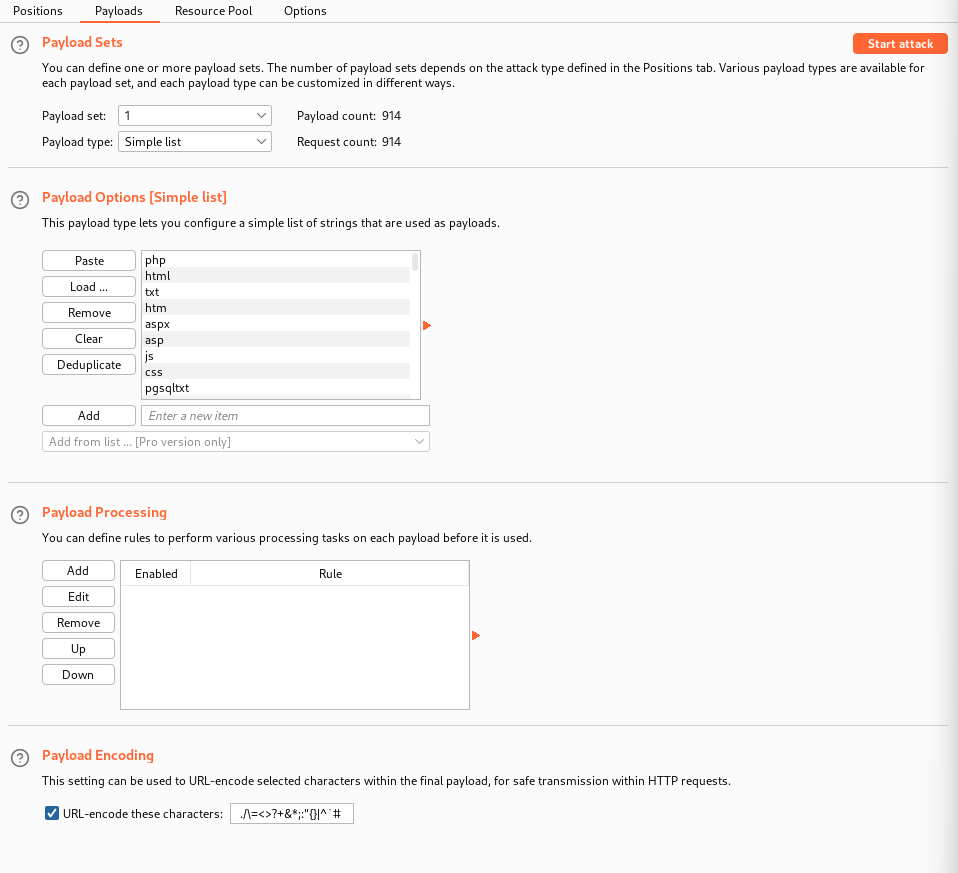 Positions Payloads Resource Pool Options
Payload Sets
Start attack
You can define one or more payload sets. The number of payload sets depends on the attack type defined in the Positions tab. Various payload types are available for
each payload set, and each payload type can be customized in different ways.
Payload set: 1 Payload count: 914
Payload type: Simple list Request count: 914
Payload Options [Simple list]
This payload type lets you configure a simple list of strings that are used as payloads.
Paste
Load ...
Remove
Clear
Deduplicate
php
html
txt
htm
aspx
asp
js
css
pgsqltxt
Add Enter a new item
Add from list ... [Pro version only]
Payload Processing
You can define rules to perform various processing tasks on each payload before it is used.
Add
Edit
Remove
Up
Down
Enabled Rule
Payload Encoding
This setting can be used to URL-encode selected characters within the final payload, for safe transmission within HTTP requests.
URL-encode these characters: ./\=<>?+&*;:"{}|^`#